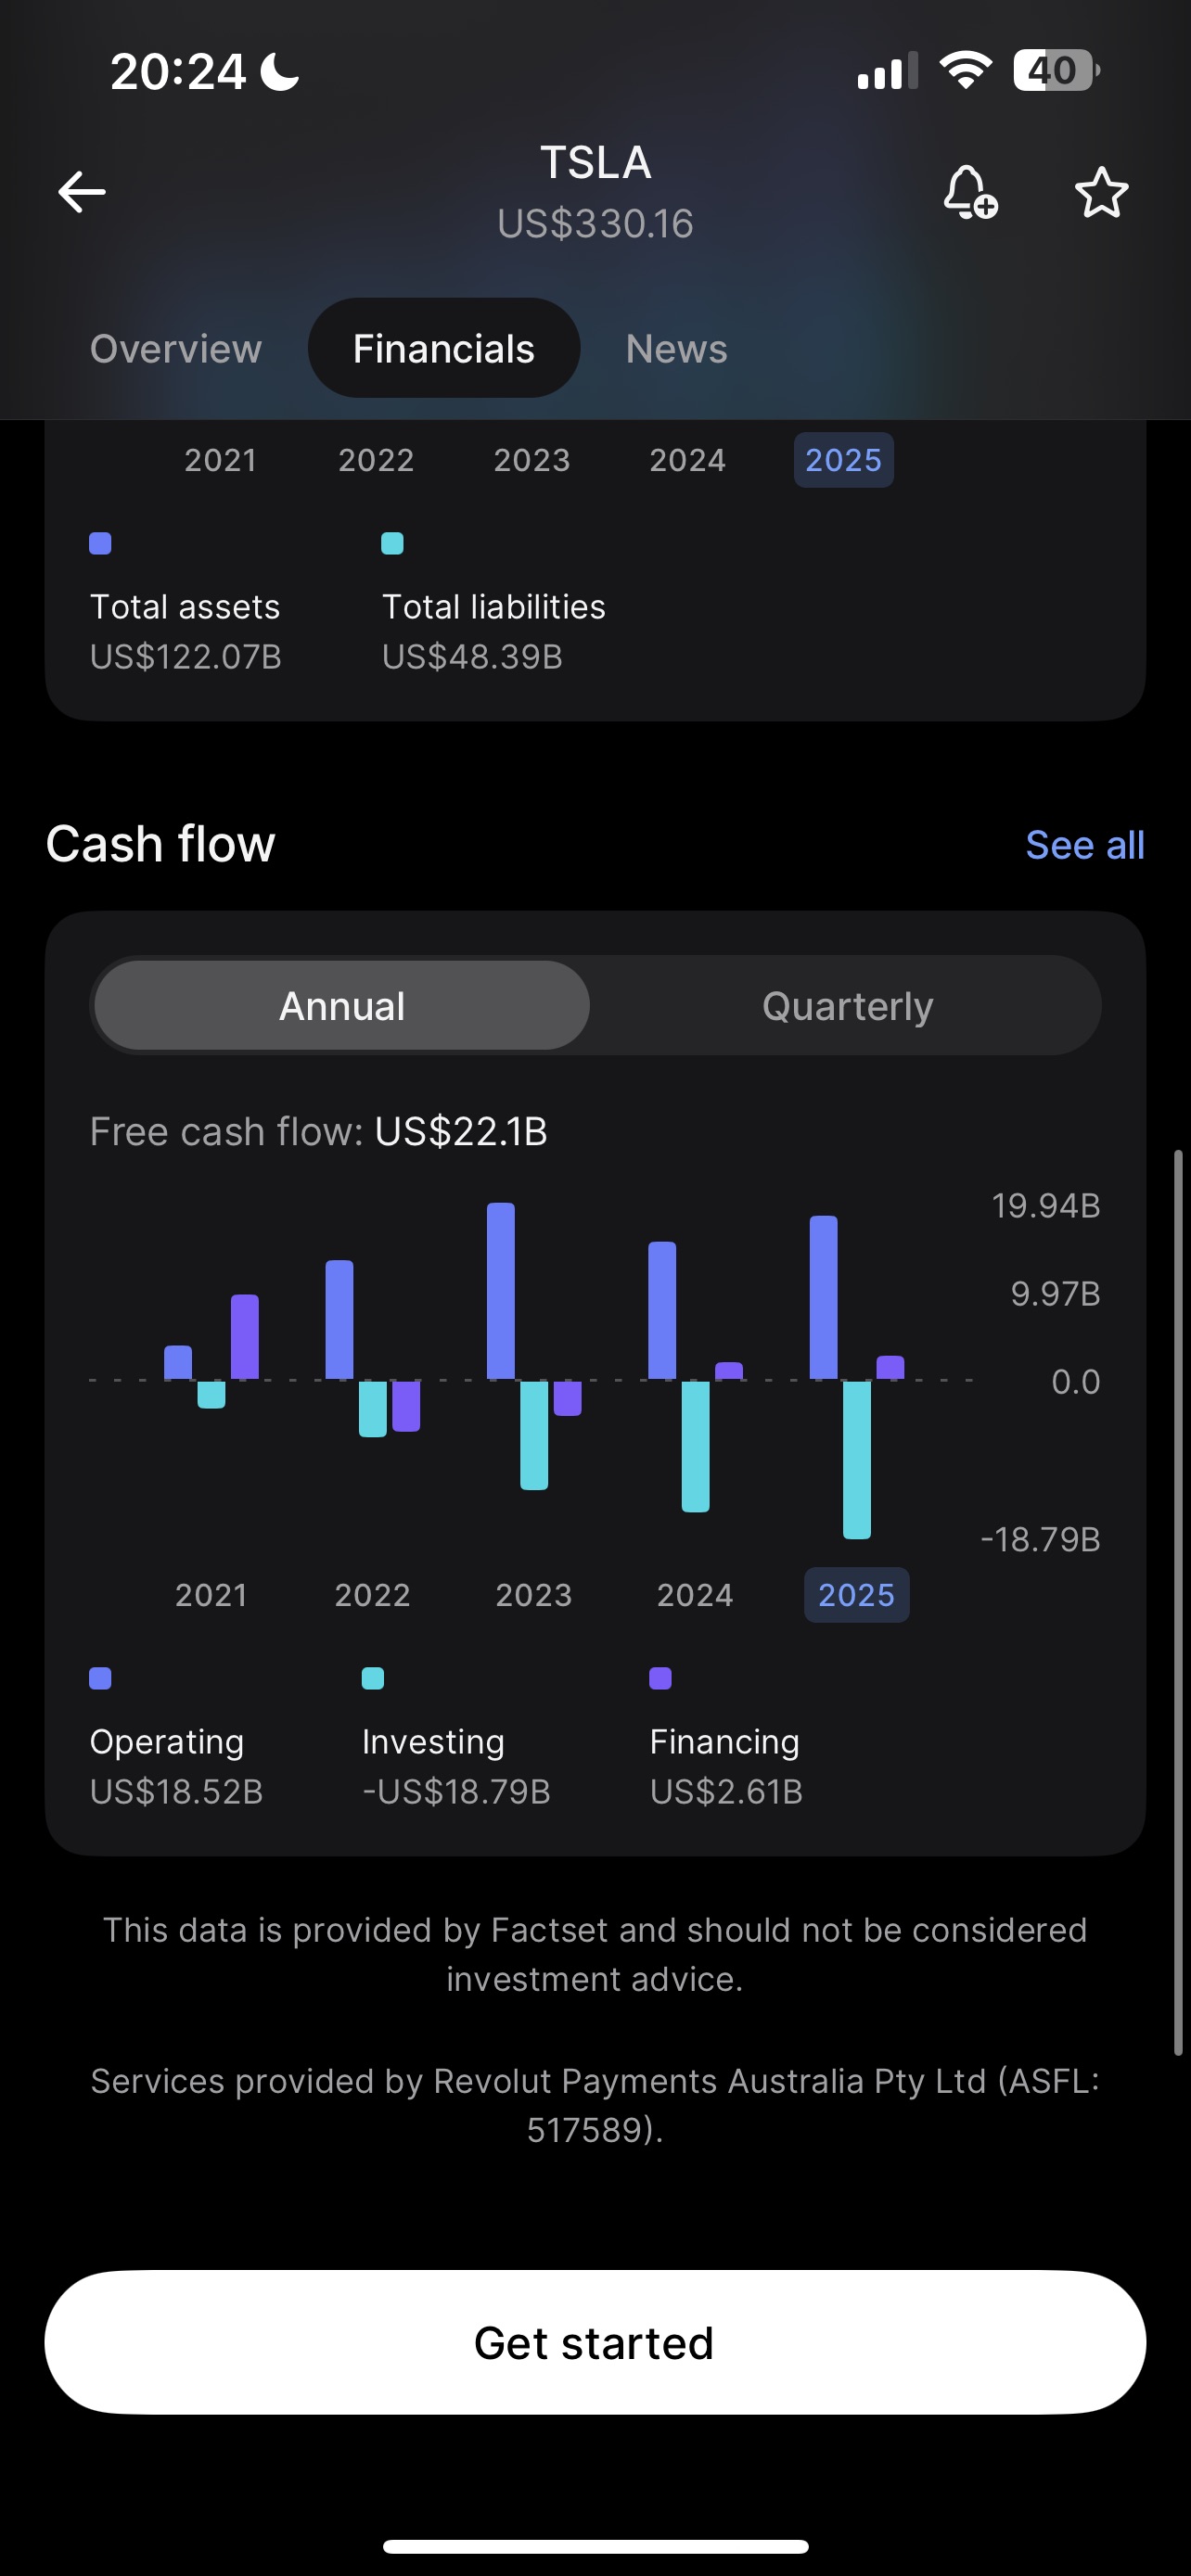 20:24
40
TSLA
US$330.16
Overview Financials News
2021 2022 2023 2024 2025
Total assets Total liabilities
US$122.07B US$48.39B
Cash flow See all
Annual Quarterly
Free cash flow: US$22.1B
19.94B
9.97B
0.0
-18.79B
2021 2022 2023 2024 2025
Operating Investing Financing
US$18.52B -US$18.79B US$2.61B
This data is provided by Factset and should not be considered
investment advice.
Services provided by Revolut Payments Australia Pty Ltd (ASFL:
517589).
Get started